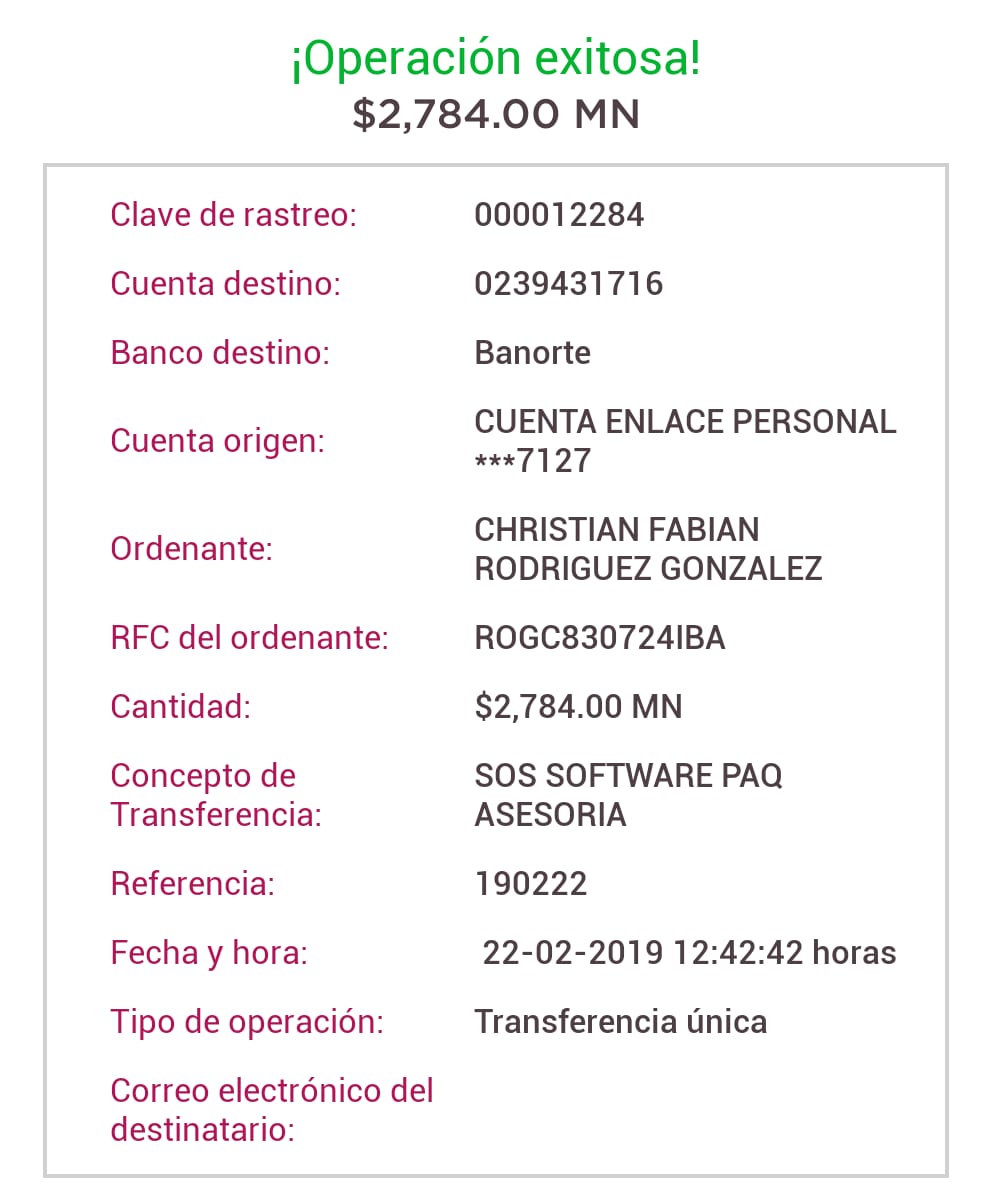 ¡Operación exitosa!
$2,784.00 MN
Clave de rastreo: 000012284
Cuenta destino: 0239431716
Banco destino: Banorte
Cuenta origen: CUENTA ENLACE PERSONAL
***7127
Ordenante: CHRISTIAN FABIAN
RODRIGUEZ GONZALEZ
RFC del ordenante: ROGC830724IBA
Cantidad: $2,784.00 MN
Concepto de SOS SOFTWARE PAQ
Transferencia: ASESORIA
Referencia: 190222
Fecha y hora: 22-02-2019 12:42:42 horas
Tipo de operación: Transferencia única
Correo electrónico del
destinatario: